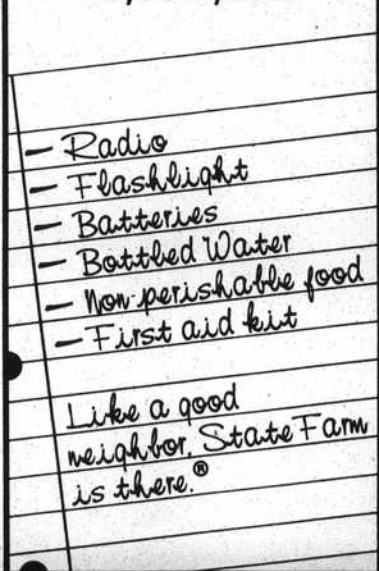 — Radio
— Flashlight
— Batteries
— Bottled Water
— Non-perishable food
— First aid kit
Like a good
neighbor, State Farm
is there.®